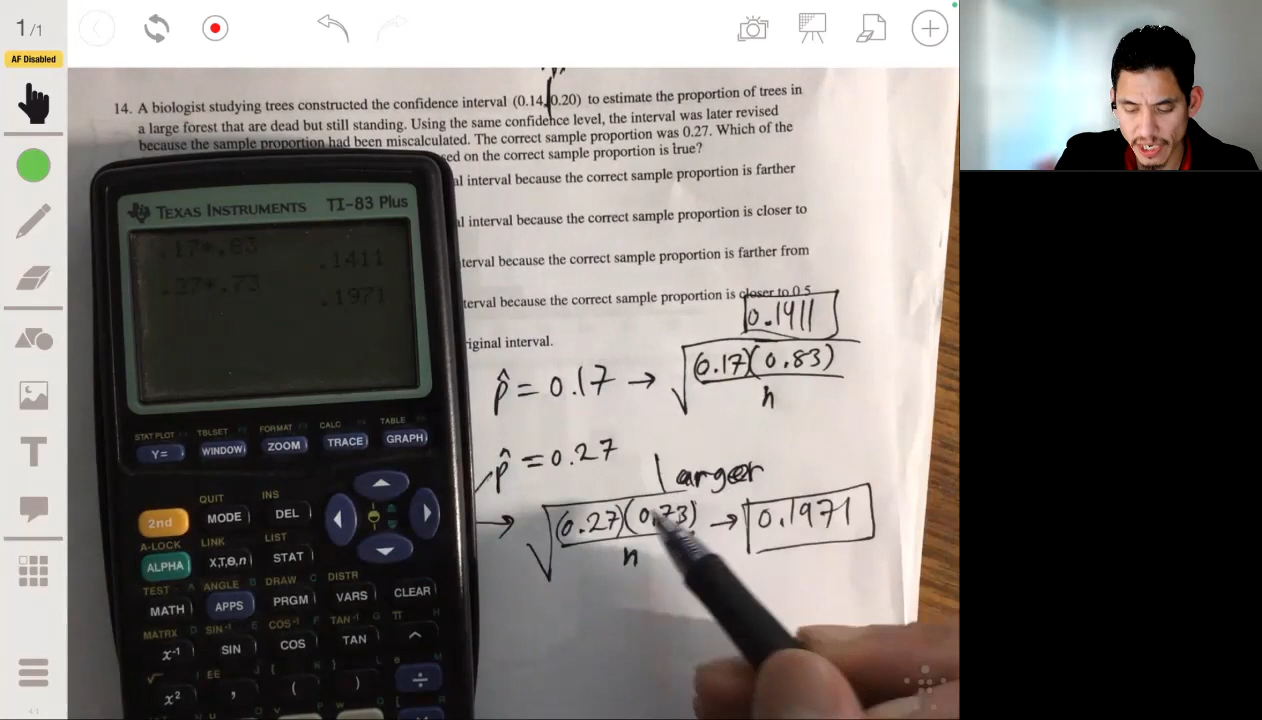 1/1
AF Disabled
T
14. A biologist studying trees constructed the confidence interval (0.14, 0.20) to estimate the proportion of trees in
a large forest that are dead but still standing. Using the same confidence level, the interval was later revised
because the sample proportion had been miscalculated. The correct sample proportion was 0.27. Which of the
sed on the correct sample proportion is true?
al interval because the correct sample proportion is farther
al interval because the correct sample proportion is closer to
terval because the correct sample proportion is farther from
terval because the correct sample proportion is closer to 0.5
riginal interval.
0.1411
p̂ = 0.17 → √(0.17)(0.83)
n
p̂ = 0.27
larger
→ √(0.27)(0.73) → 0.1971
n
TEXAS INSTRUMENTS TI-83 Plus
.17*.83
.1411
.27*.73
.1971
STAT PLOT TBLSET FORMAT CALC TABLE
Y= WINDOW ZOOM TRACE GRAPH
QUIT INS
2nd MODE DEL
A-LOCK LINK LIST
ALPHA X,T,θ,n STAT
TEST A ANGLE B DRAW C DISTR
MATH APPS PRGM VARS CLEAR
MATRX D SIN⁻¹ E COS⁻¹ F TAN⁻¹ G π H
x⁻¹ SIN COS TAN ^
√ I EE J { K } L e M
x² , ( ) ÷